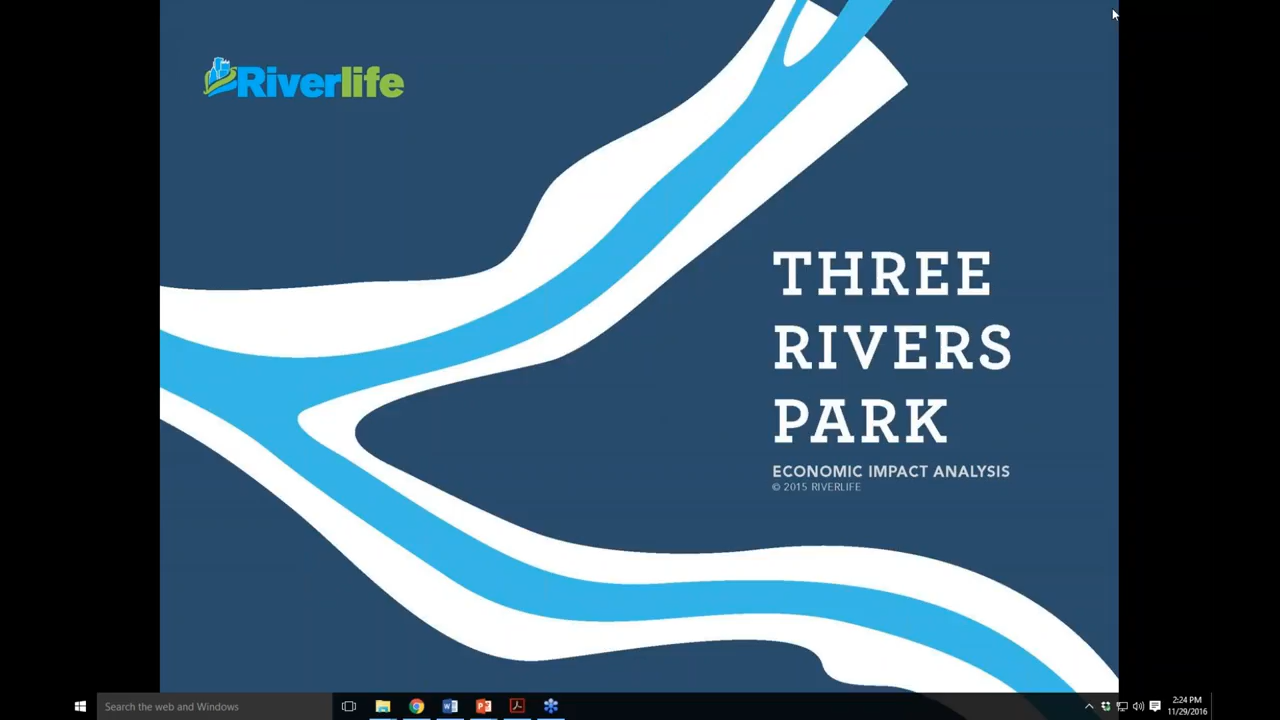 Riverlife
THREE
RIVERS
PARK
ECONOMIC IMPACT ANALYSIS
© 2015 RIVERLIFE
Search the web and Windows
2:24 PM
11/29/2016